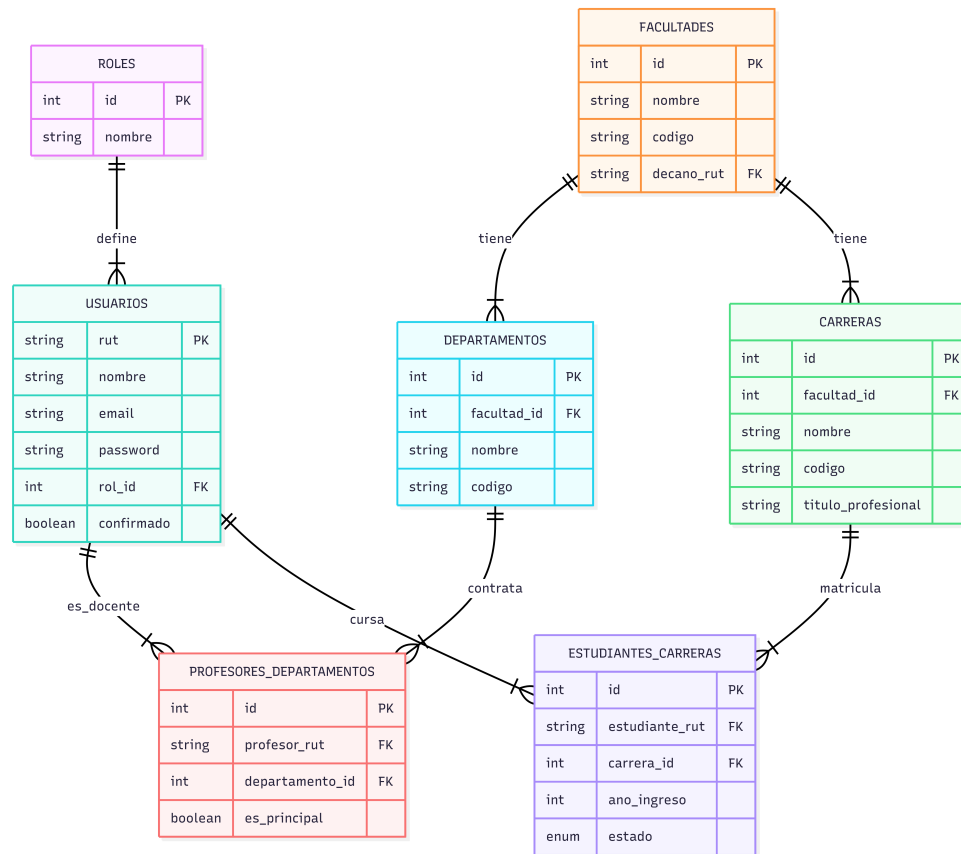 FACULTADES
int id PK
string nombre
string codigo
string decano_rut FK
ROLES
int id PK
string nombre
define
tiene
tiene
USUARIOS
string rut PK
string nombre
string email
string password
int rol_id FK
boolean confirmado
DEPARTAMENTOS
int id PK
int facultad_id FK
string nombre
string codigo
CARRERAS
int id PK
int facultad_id FK
string nombre
string codigo
string titulo_profesional
es_docente
cursa
contrata
matricula
PROFESORES_DEPARTAMENTOS
int id PK
string profesor_rut FK
int departamento_id FK
boolean es_principal
ESTUDIANTES_CARRERAS
int id PK
string estudiante_rut FK
int carrera_id FK
int ano_ingreso
enum estado